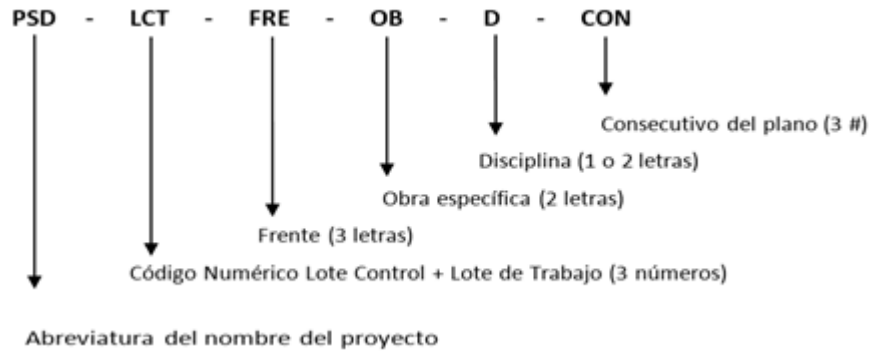 PSD - LCT - FRE - OB - D - CON
Consecutivo del plano (3 #)
Disciplina (1 o 2 letras)
Obra específica (2 letras)
Frente (3 letras)
Código Numérico Lote Control + Lote de Trabajo (3 números)
Abreviatura del nombre del proyecto